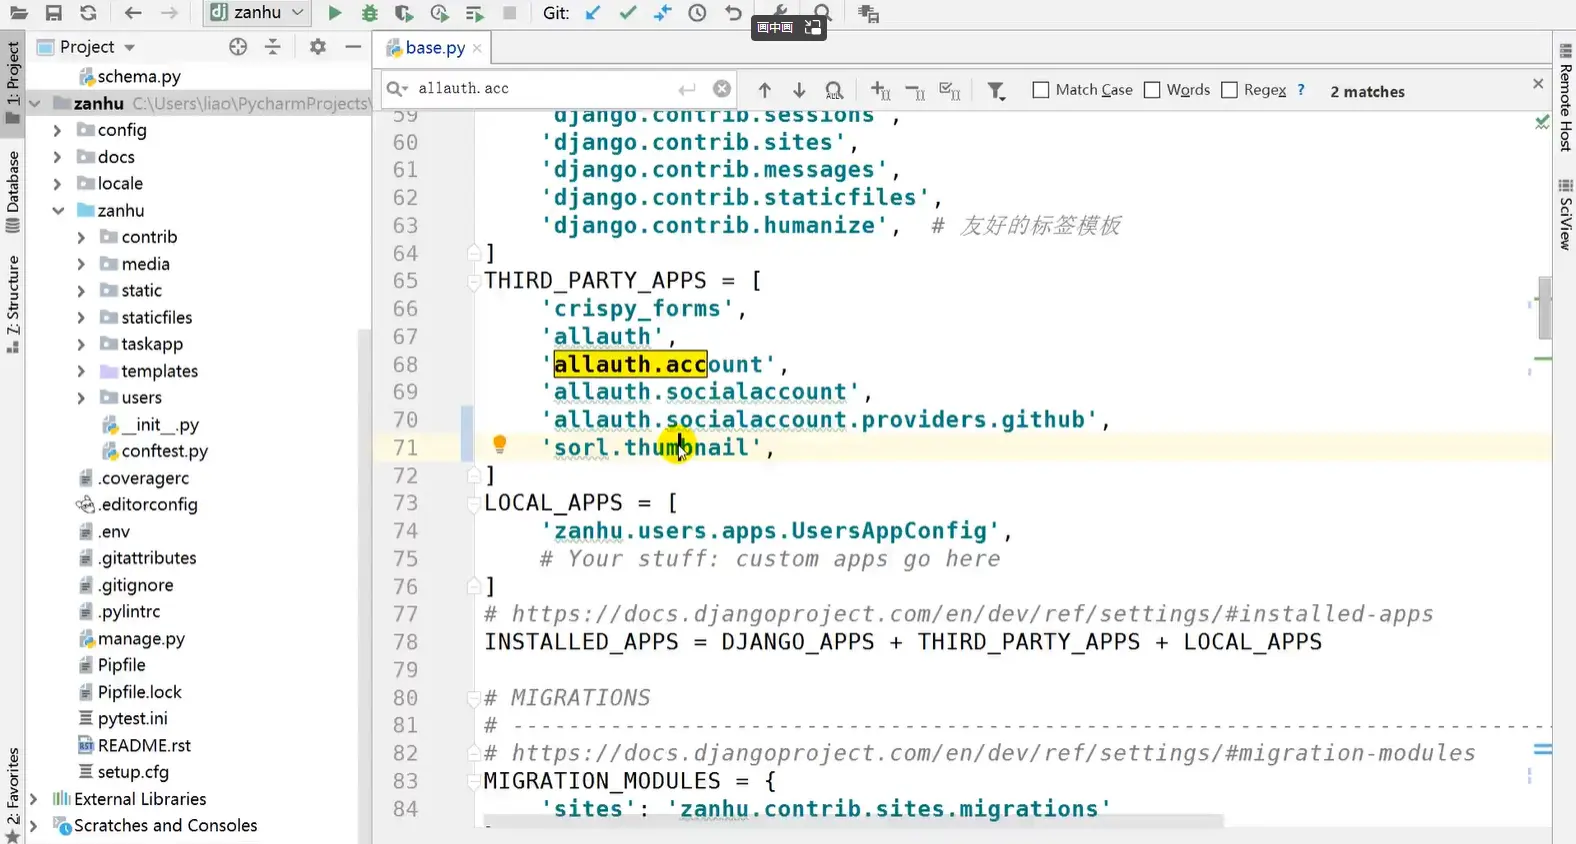 zanhu
Git:
画中画
1: Project
Database
7: Structure
2: Favorites
Project
schema.py
zanhu C:\Users\liao\PycharmProjects\
config
docs
locale
zanhu
contrib
media
static
staticfiles
taskapp
templates
users
__init__.py
conftest.py
.coveragerc
.editorconfig
.env
.gitattributes
.gitignore
.pylintrc
manage.py
Pipfile
Pipfile.lock
pytest.ini
README.rst
setup.cfg
External Libraries
Scratches and Consoles
base.py
allauth.acc
Match Case
Words
Regex
?
2 matches
59 'django.contrib.sessions',
60 'django.contrib.sites',
61 'django.contrib.messages',
62 'django.contrib.staticfiles',
63 'django.contrib.humanize', # 友好的标签模板
64 ]
65 THIRD_PARTY_APPS = [
66 'crispy_forms',
67 'allauth',
68 'allauth.account',
69 'allauth.socialaccount',
70 'allauth.socialaccount.providers.github',
71 'sorl.thumbnail',
72 ]
73 LOCAL_APPS = [
74 'zanhu.users.apps.UsersAppConfig',
75 # Your stuff: custom apps go here
76 ]
77 # https://docs.djangoproject.com/en/dev/ref/settings/#installed-apps
78 INSTALLED_APPS = DJANGO_APPS + THIRD_PARTY_APPS + LOCAL_APPS
79
80 # MIGRATIONS
81 # ------------------------------------------------------------------------------
82 # https://docs.djangoproject.com/en/dev/ref/settings/#migration-modules
83 MIGRATION_MODULES = {
84 'sites': 'zanhu.contrib.sites.migrations'
Remote Host
SciView